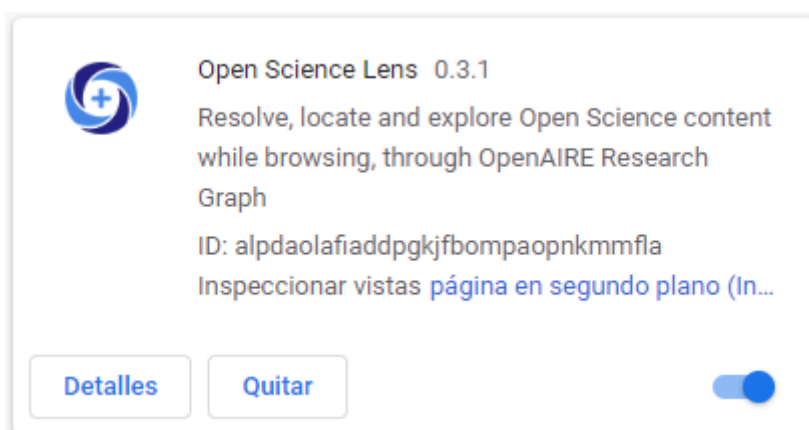 Open Science Lens 0.3.1
Resolve, locate and explore Open Science content
while browsing, through OpenAIRE Research
Graph
ID: alpdaolafiaddpgkjfbompaopnkmmfla
Inspeccionar vistas página en segundo plano (In...
Detalles Quitar